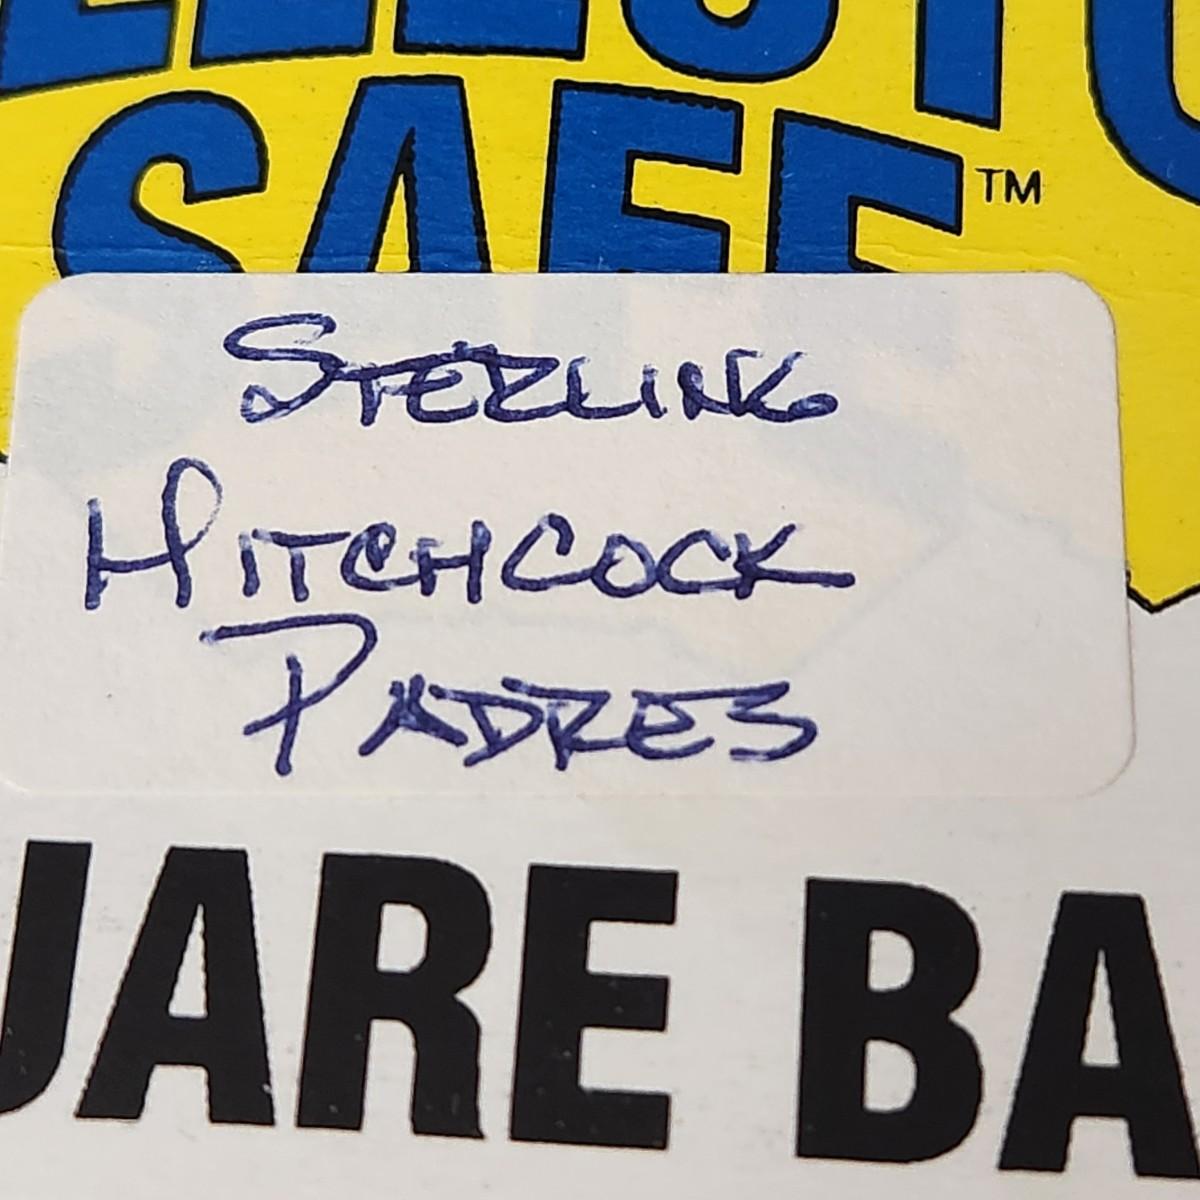 SAFE™
STERLING
HITCHCOCK
PADRES
UARE BA